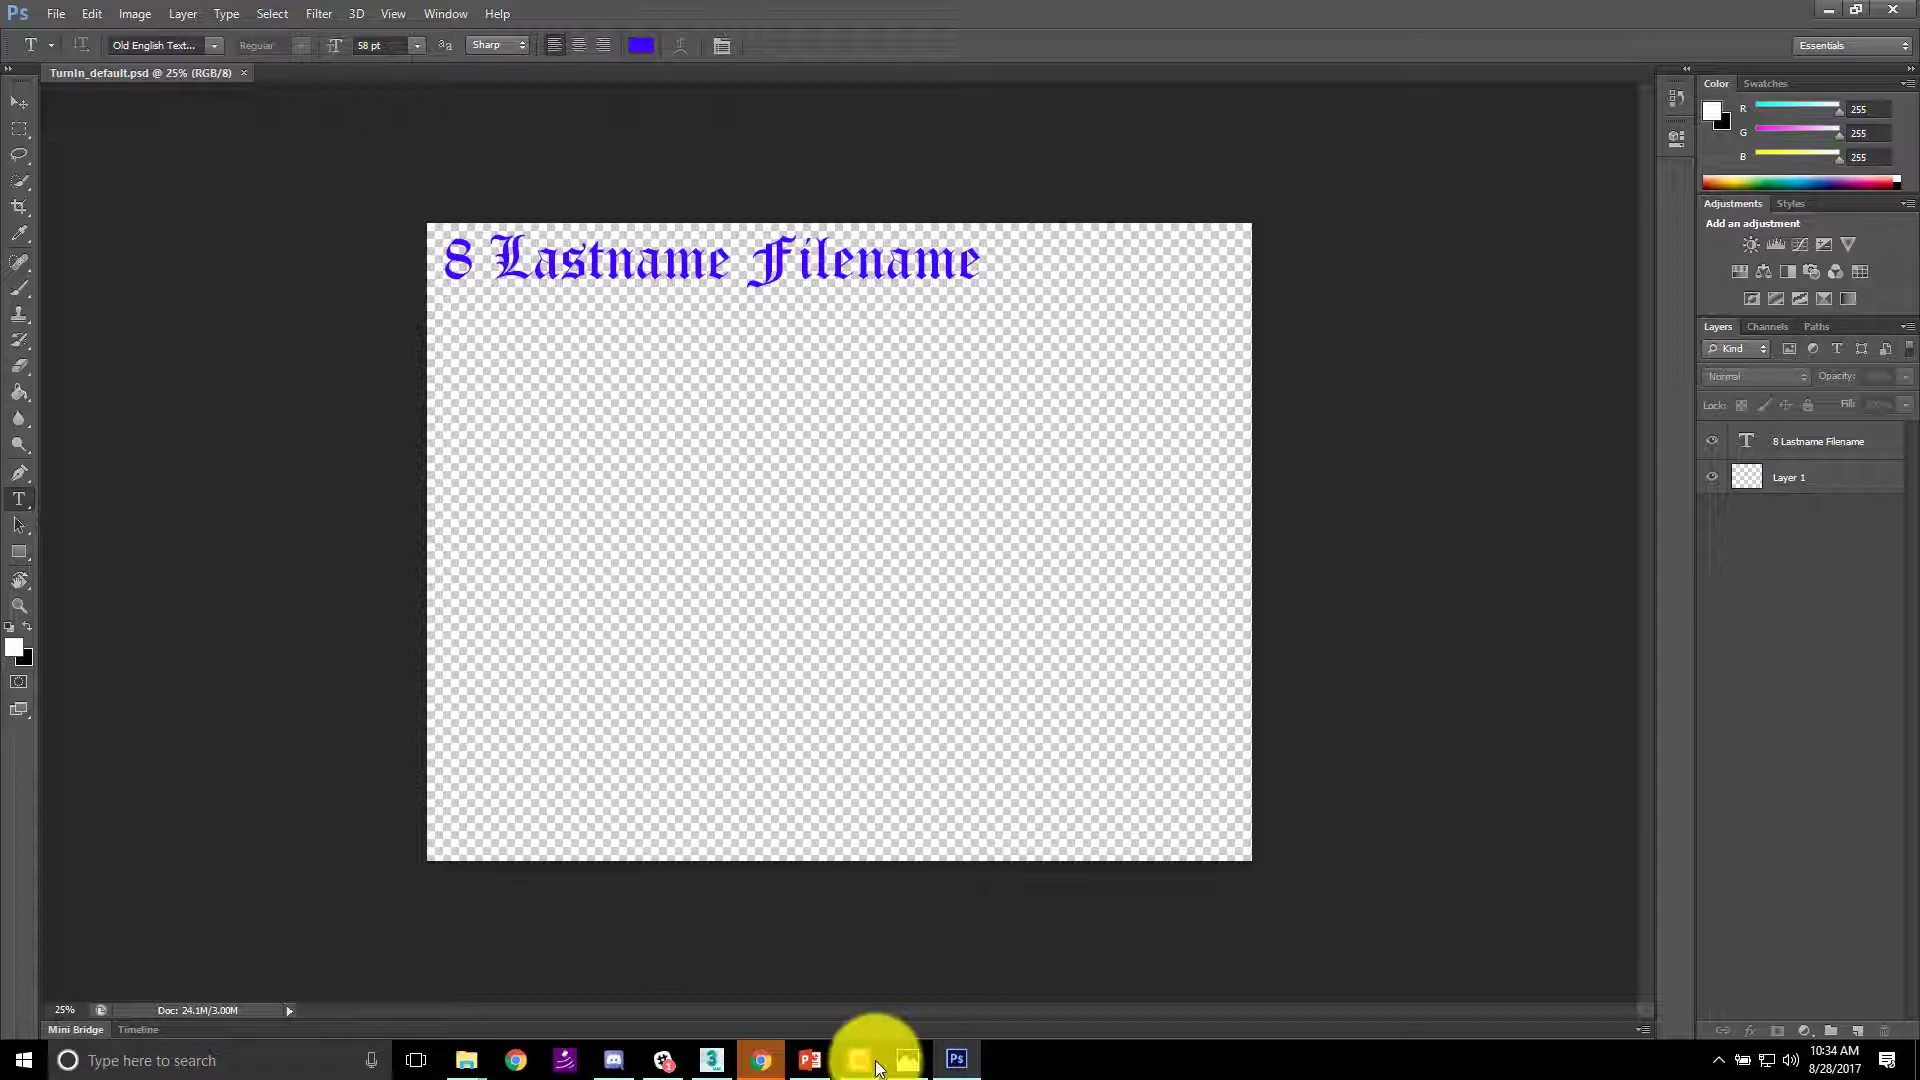 Ps File Edit Image Layer Type Select Filter 3D View Window Help
T Old English Text... Regular 58 pt Sharp Essentials
TurnIn_default.psd @ 25% (RGB/8) ×
Color Swatches
R 255
G 255
B 255
Adjustments Styles
Add an adjustment
8 Lastname Filename
Layers Channels Paths
Kind
Normal Opacity:
Lock: Fill: 100%
T 8 Lastname Filename
Layer 1
25% Doc: 24.1M/3.00M
Mini Bridge Timeline
Type here to search
Ps
10:34 AM
8/28/2017